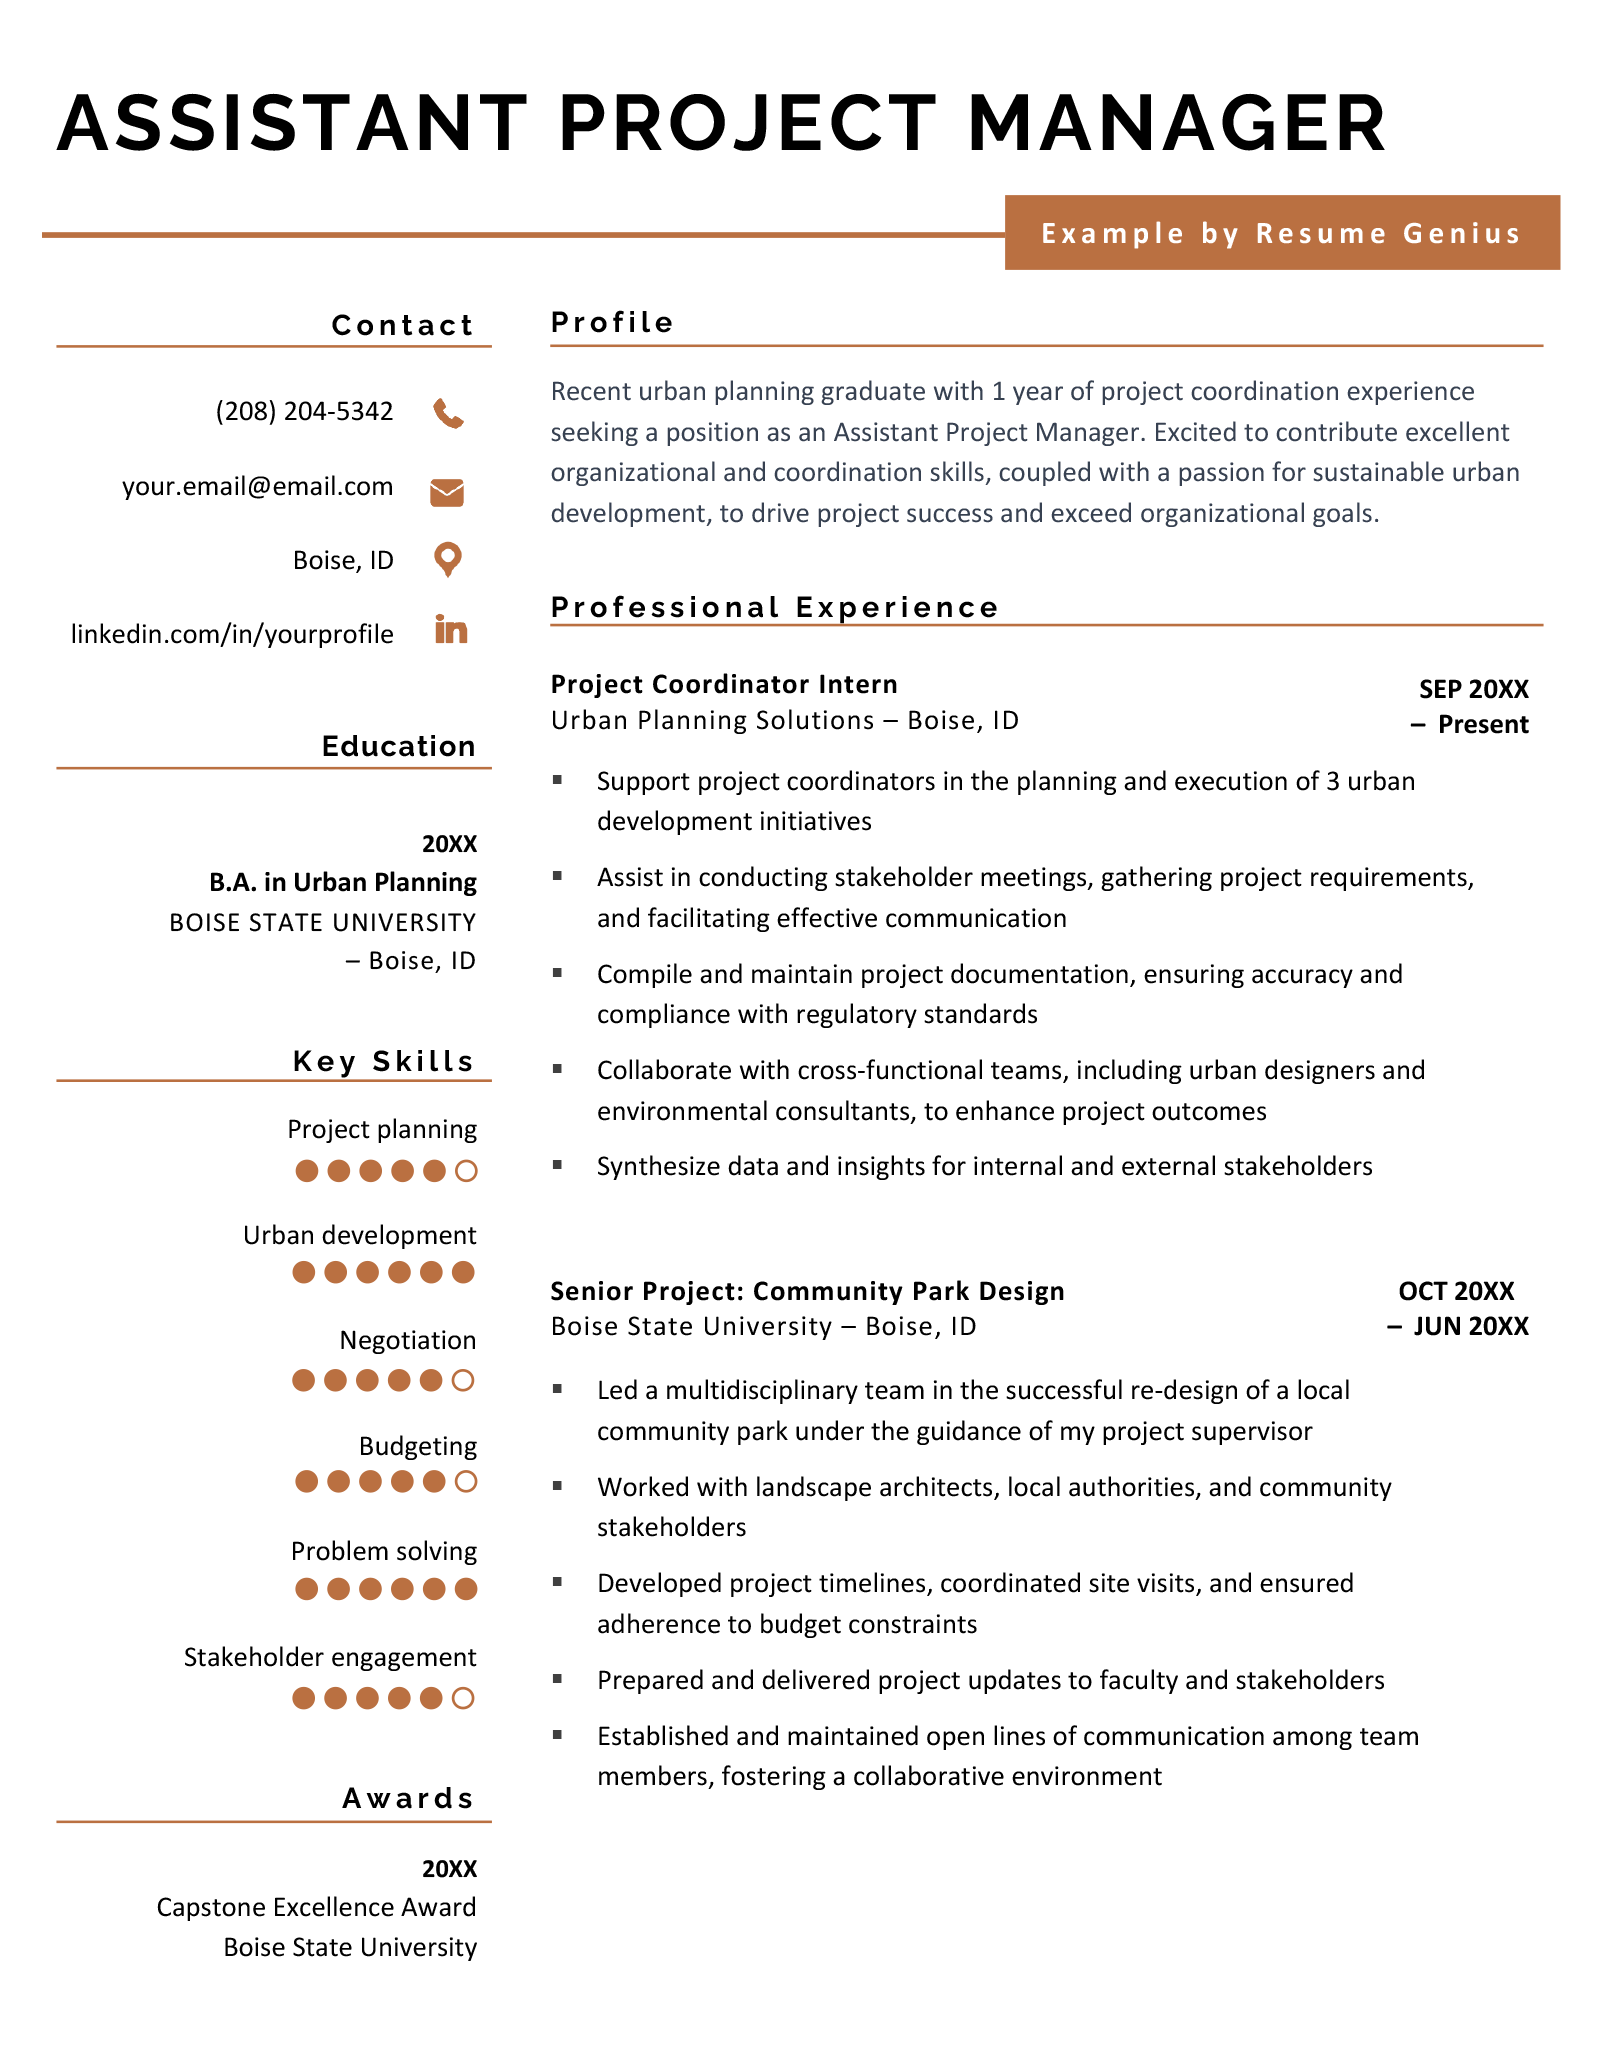 ASSISTANT PROJECT MANAGER
Example by Resume Genius
Contact
(208) 204-5342
your.email@email.com
Boise, ID
linkedin.com/in/yourprofile
Education
20XX
B.A. in Urban Planning
BOISE STATE UNIVERSITY
– Boise, ID
Key Skills
Project planning
Urban development
Negotiation
Budgeting
Problem solving
Stakeholder engagement
Awards
20XX
Capstone Excellence Award
Boise State University
Profile
Recent urban planning graduate with 1 year of project coordination experience
seeking a position as an Assistant Project Manager. Excited to contribute excellent
organizational and coordination skills, coupled with a passion for sustainable urban
development, to drive project success and exceed organizational goals.
Professional Experience
Project Coordinator Intern
Urban Planning Solutions – Boise, ID
SEP 20XX
– Present
▪ Support project coordinators in the planning and execution of 3 urban
development initiatives
▪ Assist in conducting stakeholder meetings, gathering project requirements,
and facilitating effective communication
▪ Compile and maintain project documentation, ensuring accuracy and
compliance with regulatory standards
▪ Collaborate with cross-functional teams, including urban designers and
environmental consultants, to enhance project outcomes
▪ Synthesize data and insights for internal and external stakeholders
Senior Project: Community Park Design
Boise State University – Boise, ID
OCT 20XX
– JUN 20XX
▪ Led a multidisciplinary team in the successful re-design of a local
community park under the guidance of my project supervisor
▪ Worked with landscape architects, local authorities, and community
stakeholders
▪ Developed project timelines, coordinated site visits, and ensured
adherence to budget constraints
▪ Prepared and delivered project updates to faculty and stakeholders
▪ Established and maintained open lines of communication among team
members, fostering a collaborative environment